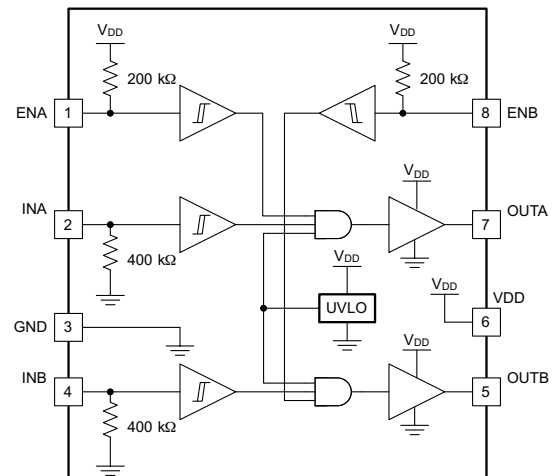 VDD
VDD
200 kΩ
200 kΩ
ENA
1
8
ENB
INA
2
VDD
7
OUTA
400 kΩ
VDD
VDD
VDD
UVLO
6
GND
3
INB
4
VDD
5
OUTB
400 kΩ